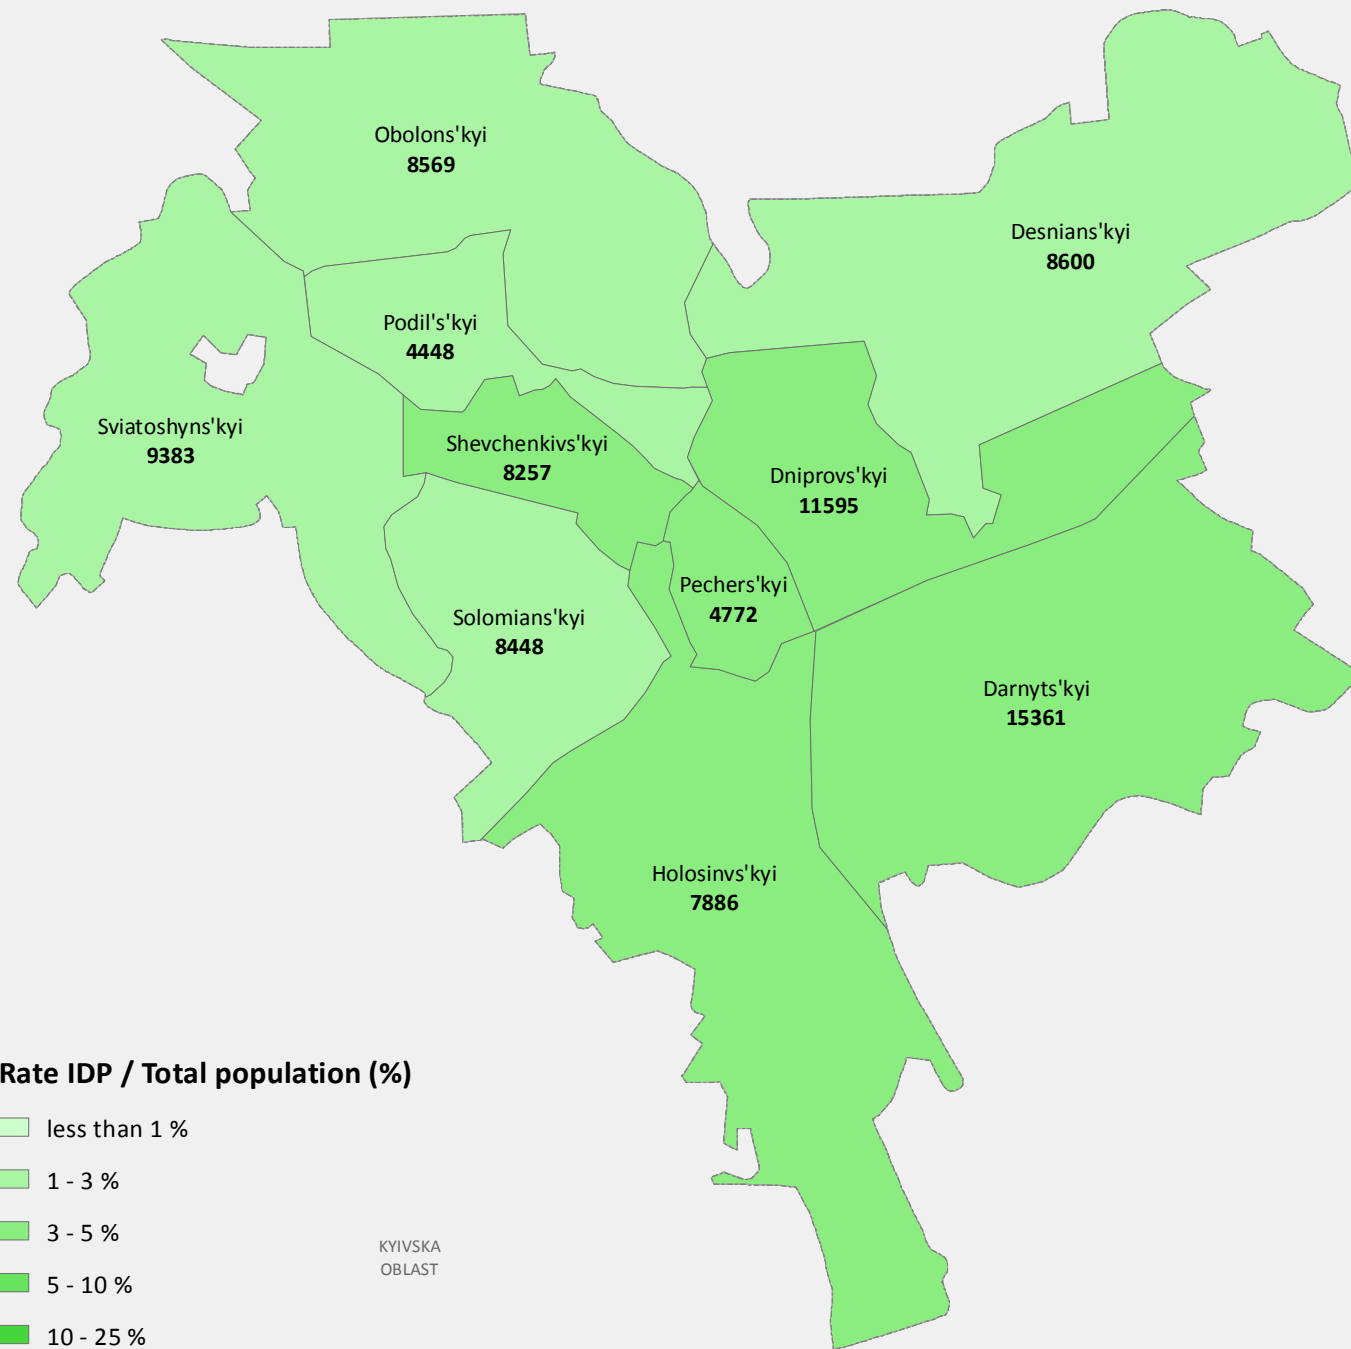 Obolons'kyi
8569
Desnians'kyi
8600
Podil's'kyi
4448
Sviatoshyns'kyi
9383
Shevchenkivs'kyi
8257
Dniprovs'kyi
11595
Pechers'kyi
4772
Solomians'kyi
8448
Darnyts'kyi
15361
Holosinvs'kyi
7886
Rate IDP / Total population (%)
less than 1 %
1 - 3 %
3 - 5 %
5 - 10 %
10 - 25 %
KYIVSKA
OBLAST